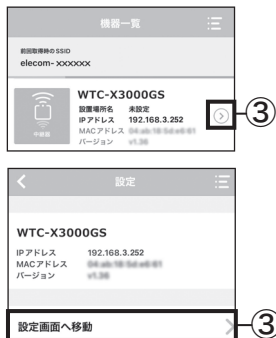 機器一覧
前回取得時のSSID
elecom-xxxxxx
WTC-X3000GS
設置場所名 未設定
IPアドレス 192.168.3.252
MACアドレス
バージョン
中継器
③
設定
WTC-X3000GS
IPアドレス 192.168.3.252
MACアドレス
バージョン
設定画面へ移動
③